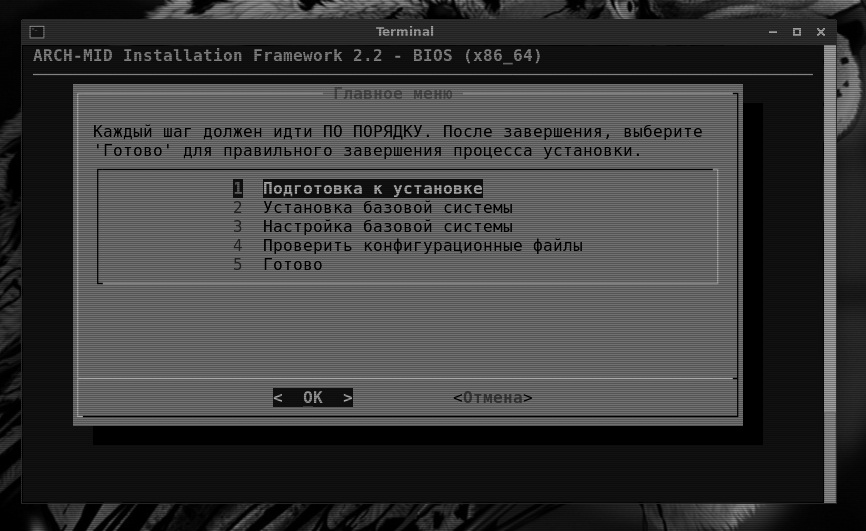 Terminal
ARCH-MID Installation Framework 2.2 - BIOS (x86_64)
Главное меню
Каждый шаг должен идти ПО ПОРЯДКУ. После завершения, выберите
'Готово' для правильного завершения процесса установки.
1 Подготовка к установке
2 Установка базовой системы
3 Настройка базовой системы
4 Проверить конфигурационные файлы
5 Готово
< OK > <Отмена>